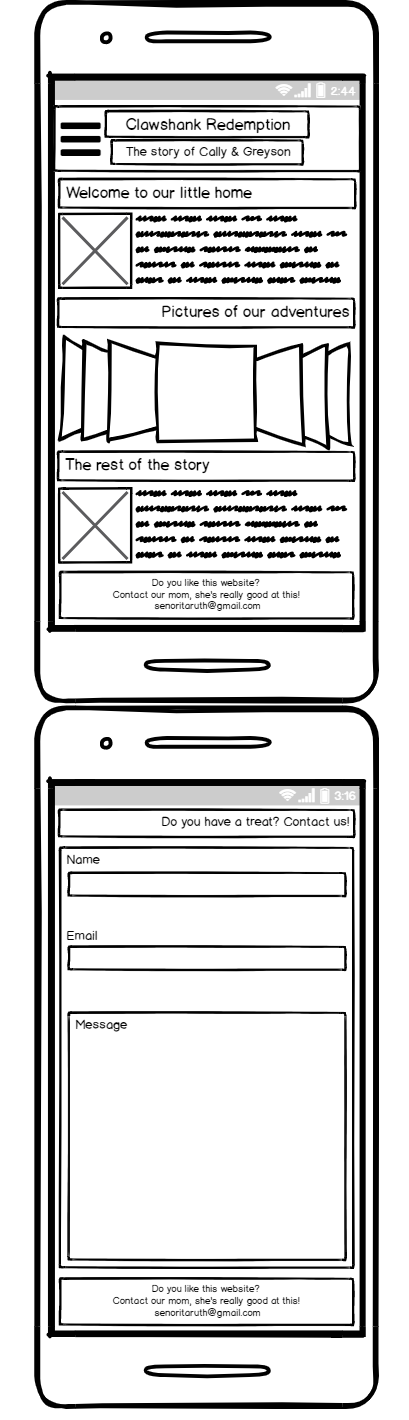 2:44
Clawshank Redemption
The story of Cally & Greyson
Welcome to our little home
Pictures of our adventures
The rest of the story
Do you like this website?
Contact our mom, she's really good at this!
senoritaruth@gmail.com
3:16
Do you have a treat? Contact us!
Name
Email
Message
Do you like this website?
Contact our mom, she's really good at this!
senoritaruth@gmail.com